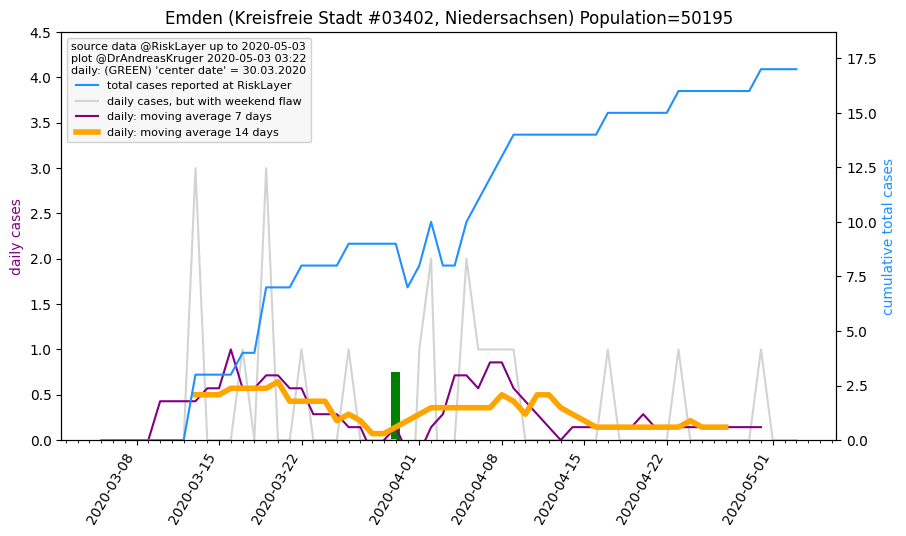 Emden (Kreisfreie Stadt #03402, Niedersachsen) Population=50195
source data @RiskLayer up to 2020-05-03
plot @DrAndreasKruger 2020-05-03 03:22
daily: (GREEN) 'center date' = 30.03.2020
total cases reported at RiskLayer
daily cases, but with weekend flaw
daily: moving average 7 days
daily: moving average 14 days
daily cases
4.5
4.0
3.5
3.0
2.5
2.0
1.5
1.0
0.5
0.0
17.5
15.0
12.5
10.0
7.5
5.0
2.5
0.0
cumulative total cases
2020-03-08
2020-03-15
2020-03-22
2020-04-01
2020-04-08
2020-04-15
2020-04-22
2020-05-01